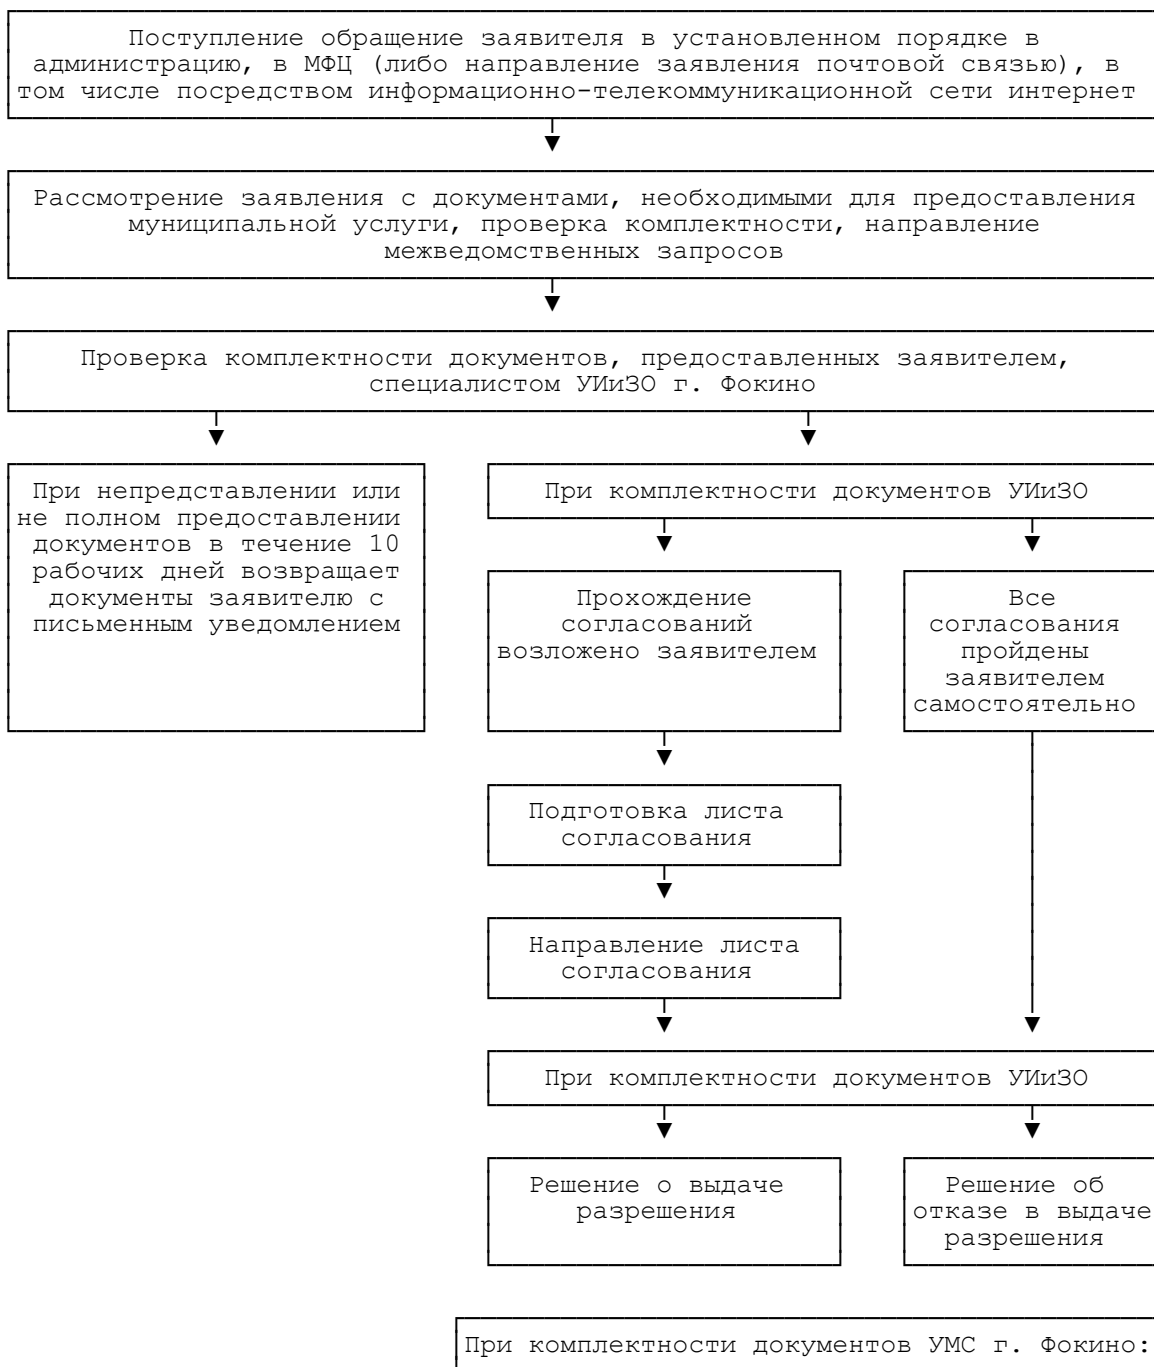 Поступление обращение заявителя в установленном порядке в
администрацию, в МФЦ (либо направление заявления почтовой связью), в
том числе посредством информационно-телекоммуникационной сети интернет
Рассмотрение заявления с документами, необходимыми для предоставления
муниципальной услуги, проверка комплектности, направление
межведомственных запросов
Проверка комплектности документов, предоставленных заявителем,
специалистом УИиЗО г. Фокино
При непредставлении или
не полном предоставлении
документов в течение 10
рабочих дней возвращает
документы заявителю с
письменным уведомлением
При комплектности документов УИиЗО
Прохождение
согласований
возложено заявителем
Все
согласования
пройдены
заявителем
самостоятельно
Подготовка листа
согласования
Направление листа
согласования
При комплектности документов УИиЗО
Решение о выдаче
разрешения
Решение об
отказе в выдаче
разрешения
При комплектности документов УМС г. Фокино: